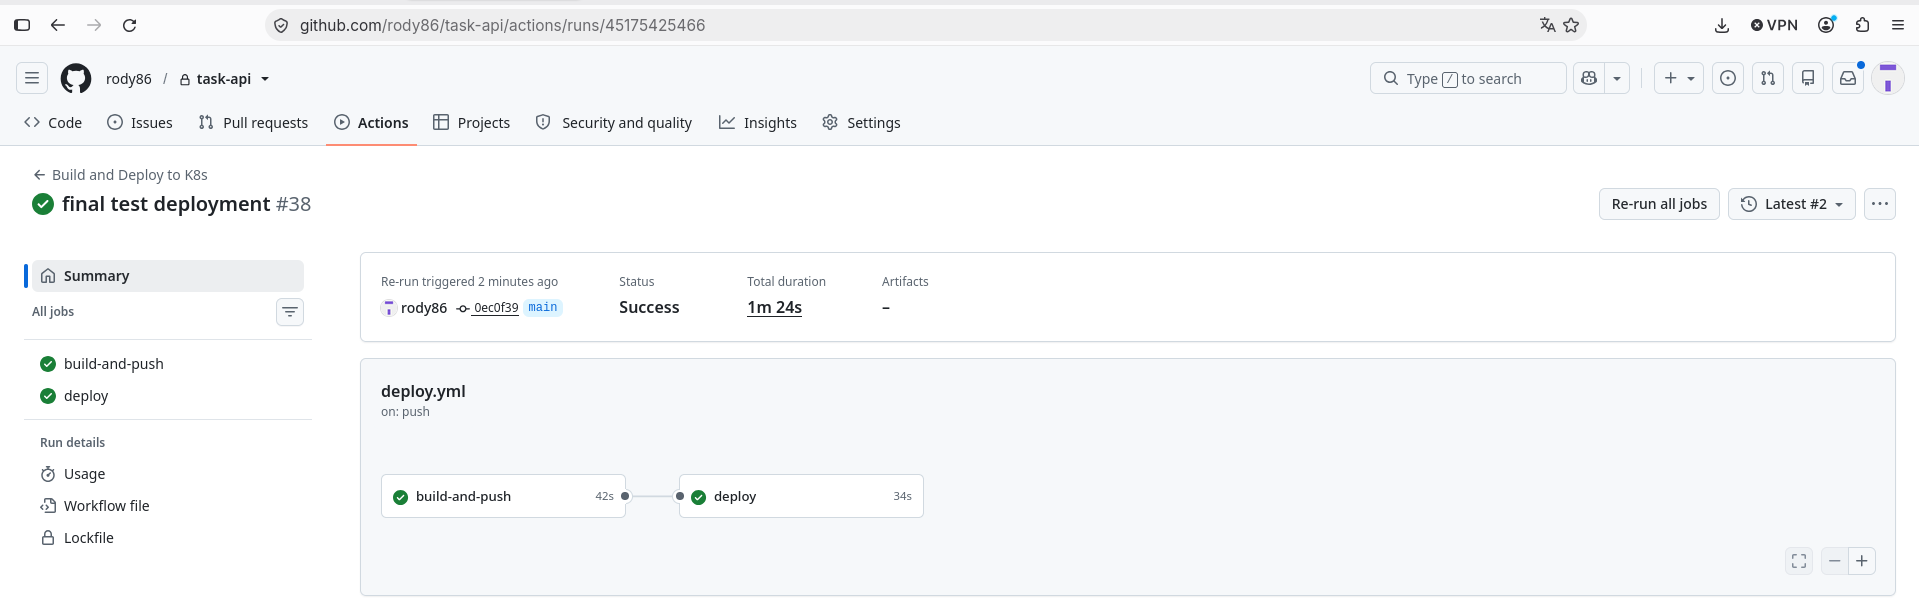 github.com/rody86/task-api/actions/runs/45175425466
VPN
rody86 / task-api
Type / to search
Code Issues Pull requests Actions Projects Security and quality Insights Settings
Build and Deploy to K8s
final test deployment #38
Re-run all jobs Latest #2
Summary
All jobs
build-and-push
deploy
Run details
Usage
Workflow file
Lockfile
Re-run triggered 2 minutes ago Status Total duration Artifacts
rody86 0ec0f39 main Success 1m 24s –
deploy.yml
on: push
build-and-push 42s deploy 34s